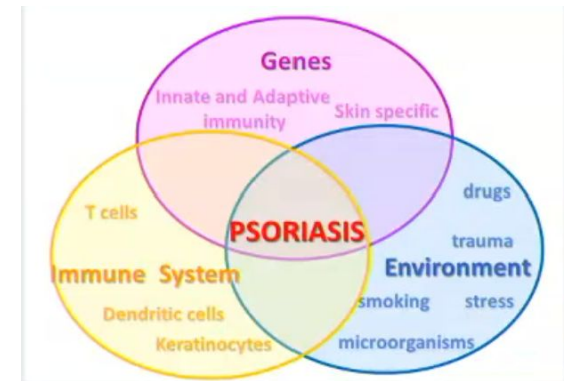 Genes
Innate and Adaptive
immunity
Skin specific
drugs
T cells
PSORIASIS
trauma
Environment
Immune System
smoking
stress
Dendritic cells
Keratinocytes
microorganisms